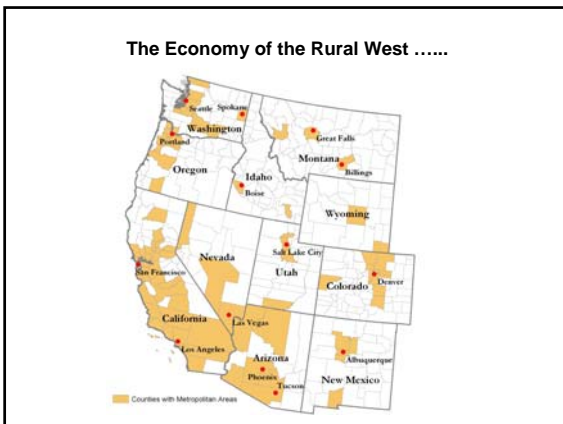 The Economy of the Rural West …...
Seattle
Spokane
Washington
Portland
Great Falls
Montana
Billings
Oregon
Idaho
Boise
Wyoming
Nevada
Salt Lake City
Utah
San Francisco
Colorado
Denver
California
Las Vegas
Los Angeles
Arizona
Phoenix
Tucson
Albuquerque
New Mexico
Counties with Metropolitan Areas